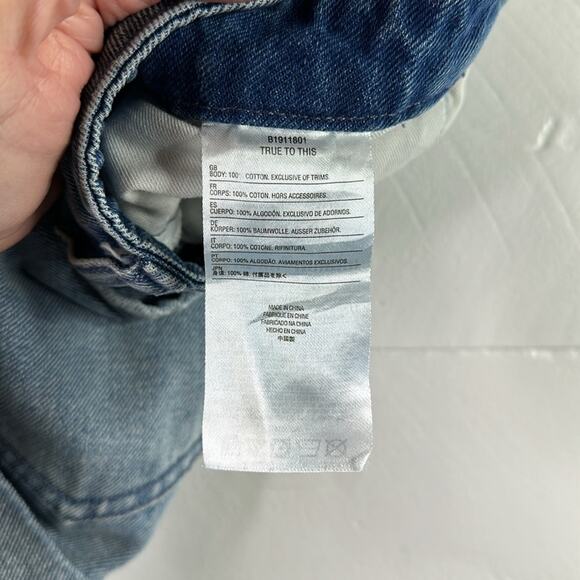 B1911801
TRUE TO THIS
GB
BODY: 100 COTTON. EXCLUSIVE OF TRIMS.
FR
CORPS: 100% COTON. HORS ACCESSOIRES.
ES
CUERPO: 100% ALGODÓN. EXCLUSIVO DE ADORNOS.
DE
KÖRPER: 100% BAUMWOLLE. AUSSER ZUBEHÖR.
IT
CORPO: 100% COTONE. RIFINITURA.
PT
CORPO: 100% ALGODÃO. AVIAMENTOS EXCLUSIVOS.
JPN
身頃: 100% 綿, 付属品を除く
MADE IN CHINA
FABRIQUÉ EN CHINE
FABRICADO NA CHINA
HECHO EN CHINA
中国製